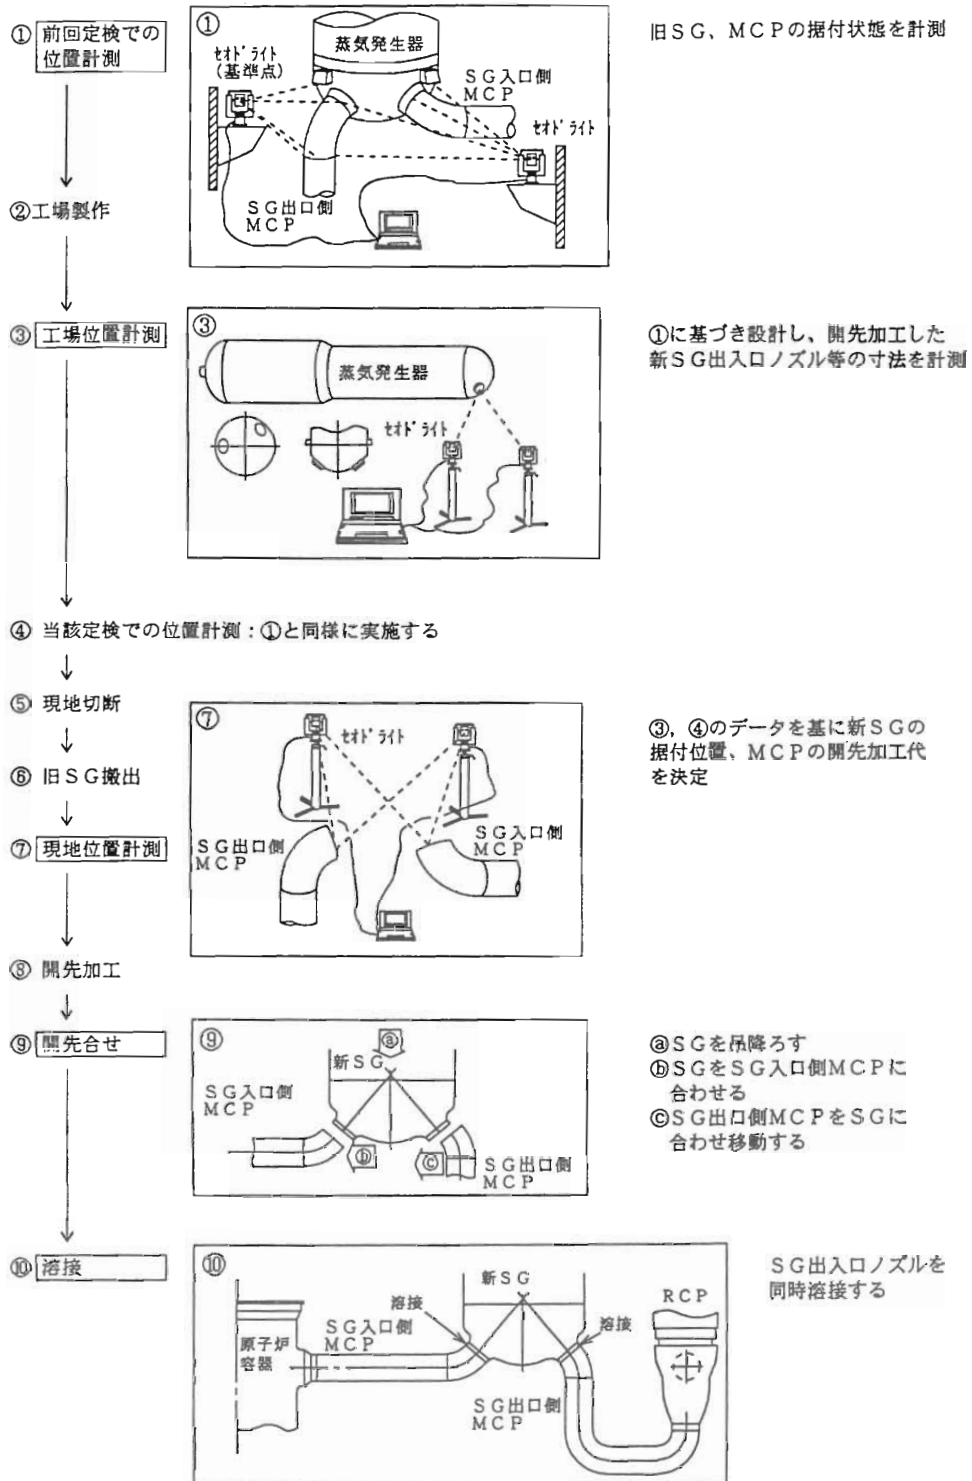 ① 前回定検での
位置計測
①
蒸気発生器
セオドライト
(基準点)
SG入口側
MCP
セオドライト
SG出口側
MCP
旧SG、MCPの据付状態を計測
②工場製作
③ 工場位置計測
③
蒸気発生器
セオドライト
①に基づき設計し、開先加工した
新SG出入口ノズル等の寸法を計測
④ 当該定検での位置計測:①と同様に実施する
⑤ 現地切断
⑥ 旧SG搬出
⑦ 現地位置計測
⑦
セオドライト
SG出口側
MCP
SG入口側
MCP
③,④のデータを基に新SGの
据付位置、MCPの開先加工代
を決定
⑧ 開先加工
⑨ 開先合せ
⑨
ⓐ
新SG
SG入口側
MCP
ⓑ
ⓒ
SG出口側
MCP
ⓐSGを吊降ろす
ⓑSGをSG入口側MCPに
合わせる
ⓒSG出口側MCPをSGに
合わせ移動する
⑩ 溶接
⑩
新SG
溶接
溶接
RCP
原子炉
容器
SG入口側
MCP
SG出口側
MCP
SG出入口ノズルを
同時溶接する